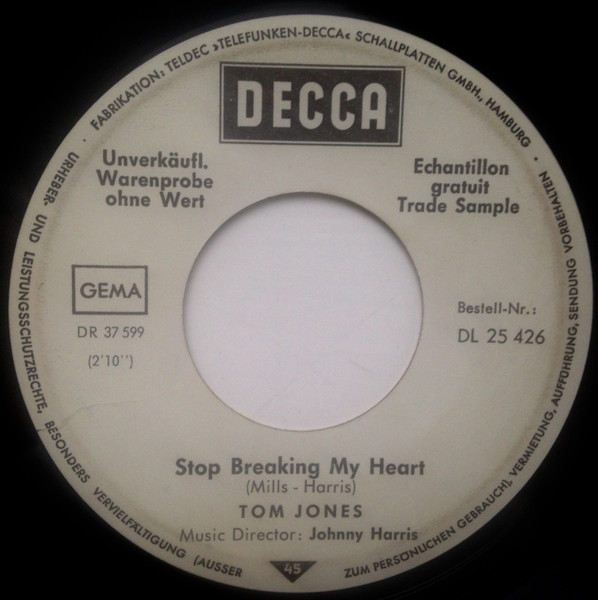 · FABRIKATION: TELDEC »TELEFUNKEN-DECCA« SCHALLPLATTEN GMBH., HAMBURG ·
DECCA
Unverkäufl.
Warenprobe
ohne Wert
Echantillon
gratuit
Trade Sample
GEMA
DR 37 599
(2'10'')
Bestell-Nr.:
DL 25 426
Stop Breaking My Heart
(Mills - Harris)
TOM JONES
Music Director: Johnny Harris
45
URHEBER- UND LEISTUNGSSCHUTZRECHTE, BESONDERS VERVIELFÄLTIGUNG (AUSSER
ZUM PERSÖNLICHEN GEBRAUCH), VERMIETUNG, AUFFÜHRUNG, SENDUNG VORBEHALTEN